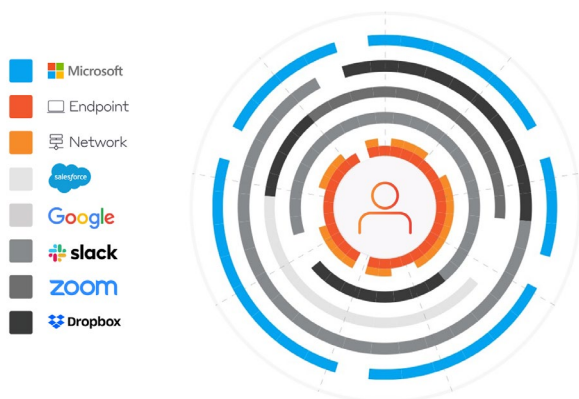 Microsoft
Endpoint
Network
salesforce
Google
slack
zoom
Dropbox